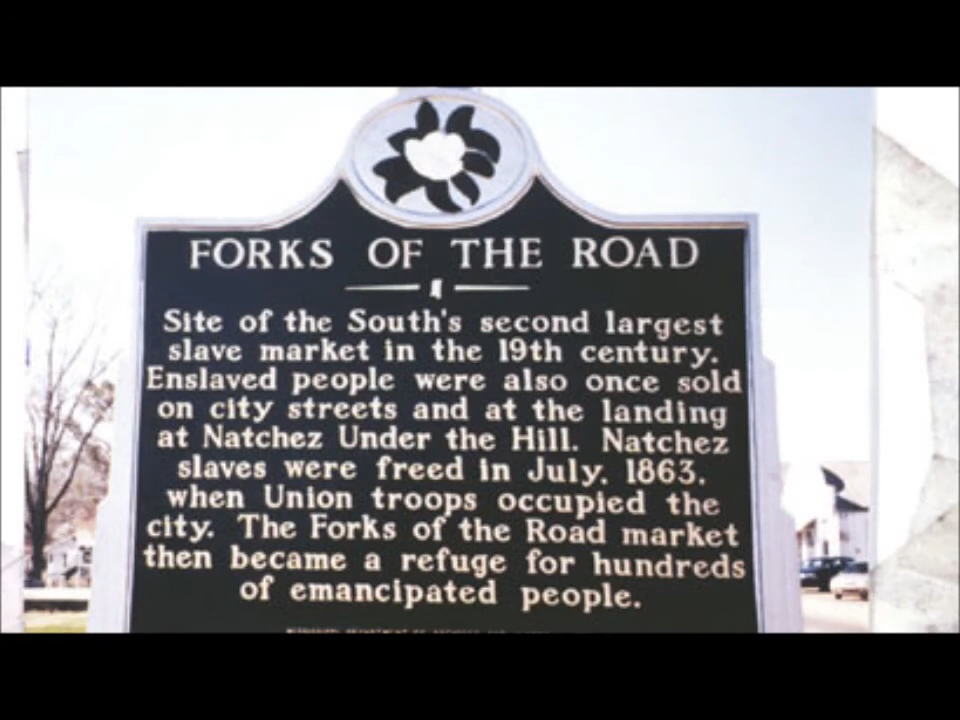 FORKS OF THE ROAD
Site of the South's second largest
slave market in the 19th century.
Enslaved people were also once sold
on city streets and at the landing
at Natchez Under the Hill. Natchez
slaves were freed in July. 1863.
when Union troops occupied the
city. The Forks of the Road market
then became a refuge for hundreds
of emancipated people.